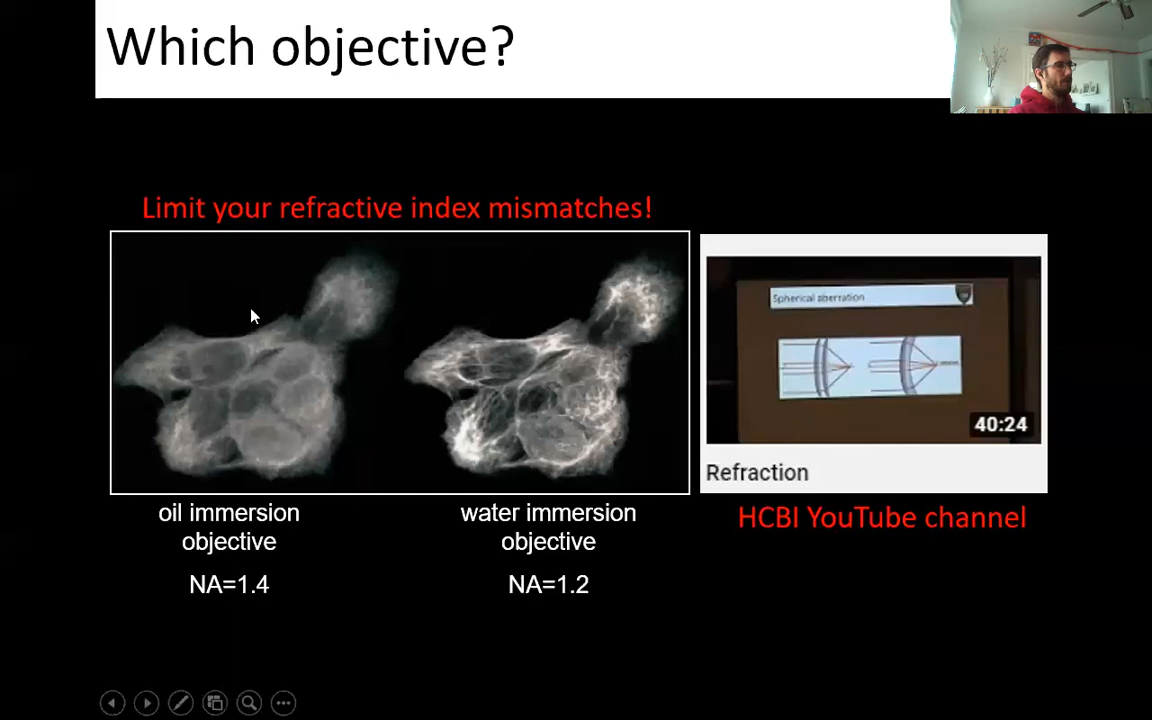 Which objective?
Limit your refractive index mismatches!
Spherical aberration
40:24
Refraction
oil immersion
objective
NA=1.4
water immersion
objective
NA=1.2
HCBI YouTube channel